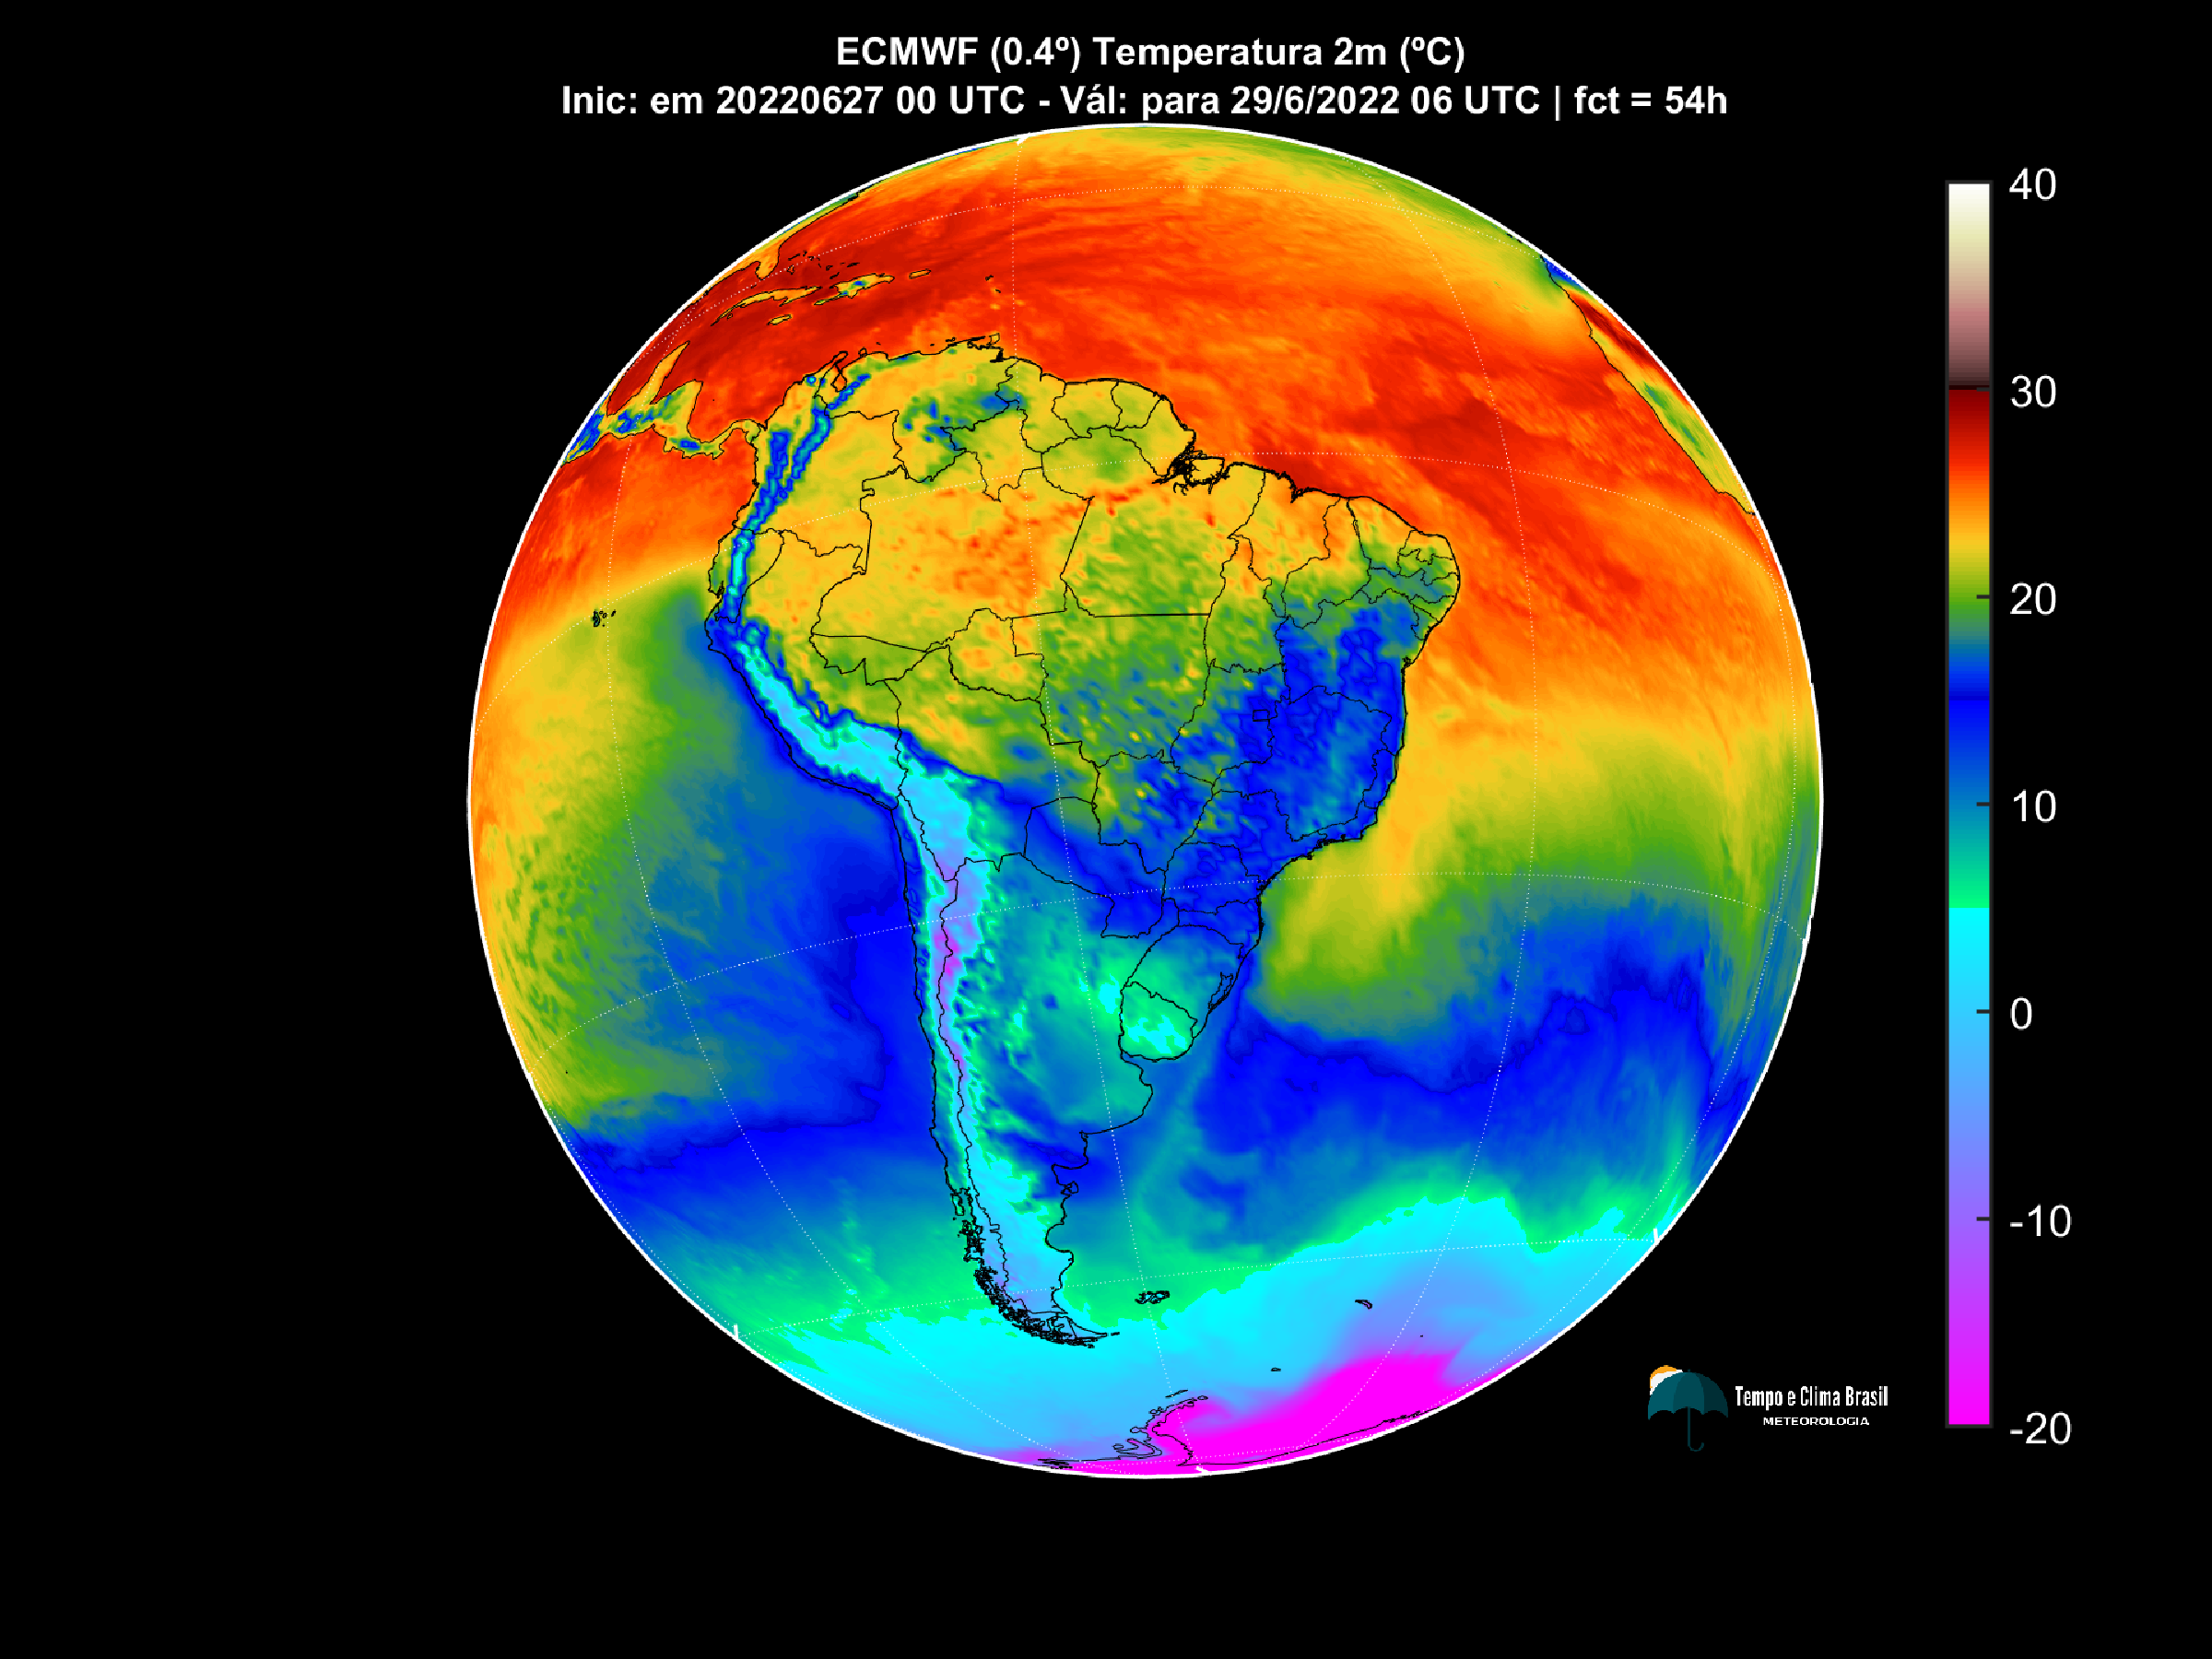 ECMWF (0.4º) Temperatura 2m (ºC)
Inic: em 20220627 00 UTC - Vál: para 29/6/2022 06 UTC | fct = 54h
40
30
20
10
0
-10
-20
Tempo e Clima Brasil
METEOROLOGIA